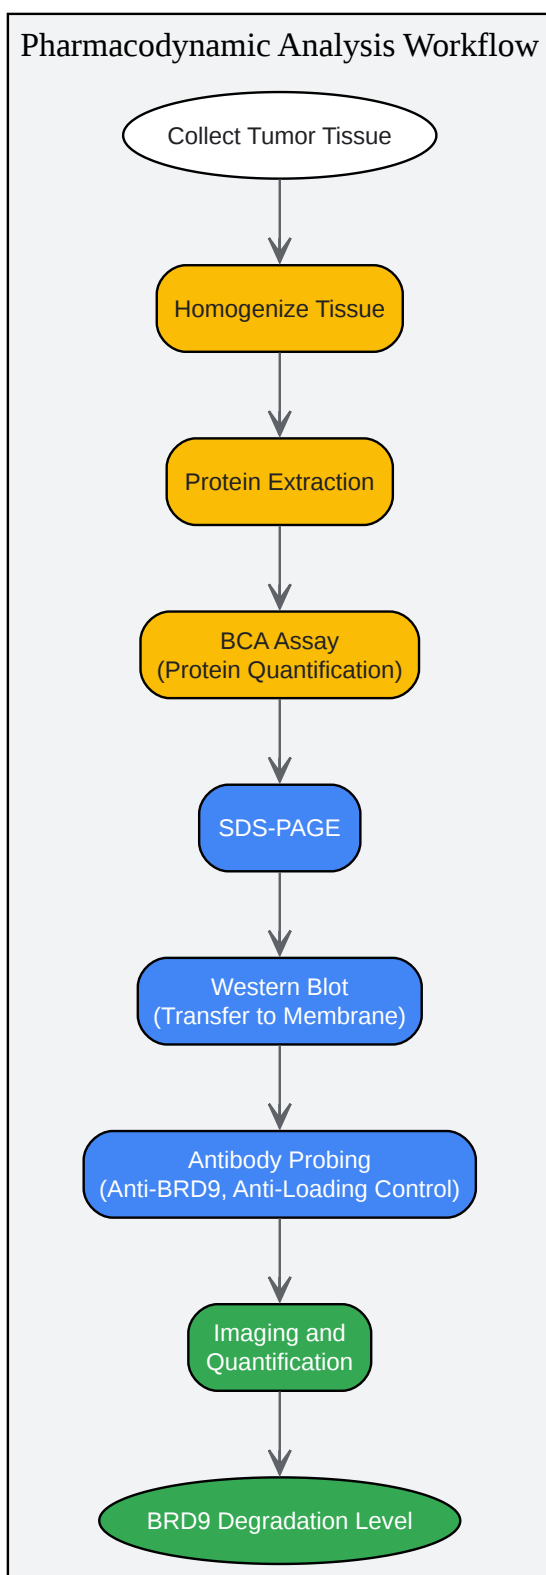 Pharmacodynamic Analysis Workflow
Collect Tumor Tissue
Homogenize Tissue
Protein Extraction
BCA Assay
(Protein Quantification)
SDS-PAGE
Western Blot
(Transfer to Membrane)
Antibody Probing
(Anti-BRD9, Anti-Loading Control)
Imaging and
Quantification
BRD9 Degradation Level